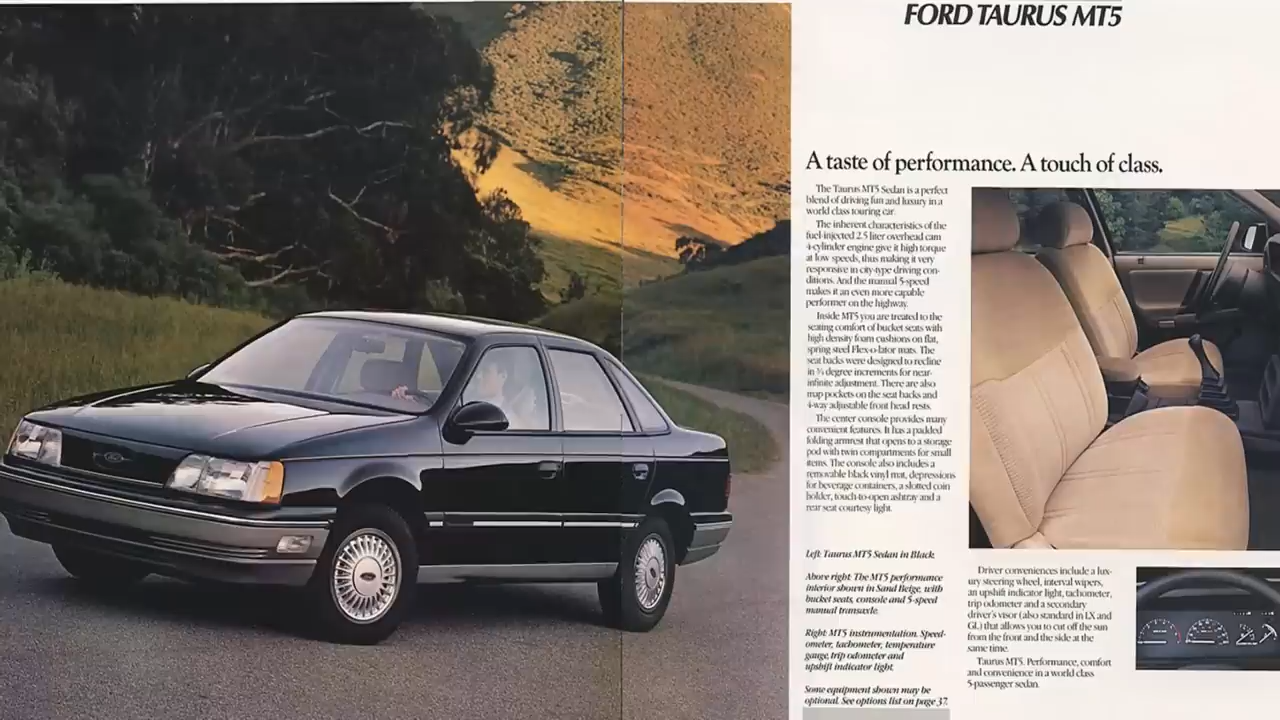 FORD TAURUS MT5
A taste of performance. A touch of class.
The Taurus MT5 Sedan is a perfect
blend of driving fun and luxury in a
world class touring car.
The inherent characteristics of the
fuel-injected 2.5 liter overhead cam
4-cylinder engine give it high torque
at low speeds, thus making it very
responsive in city-type driving con-
ditions. And the manual 5-speed
makes it an even more capable
performer on the highway.
Inside MT5 you are treated to the
seating comfort of bucket seats with
high density foam cushions on flat,
spring steel Flex-o-lator mats. The
seat backs were designed to recline
in ¾ degree increments for near-
infinite adjustment. There are also
map pockets on the seat backs and
4-way adjustable front head rests.
The center console provides many
convenient features. It has a padded
folding armrest that opens to a storage
pod with twin compartments for small
items. The console also includes a
removable black vinyl mat, depressions
for beverage containers, a slotted coin
holder, touch-to-open ashtray and a
rear seat courtesy light.
Left: Taurus MT5 Sedan in Black.
Above right: The MT5 performance
interior shown in Sand Beige, with
bucket seats, console and 5-speed
manual transaxle.
Right: MT5 instrumentation. Speed-
ometer, tachometer, temperature
gauge, trip odometer and
upshift indicator light.
Some equipment shown may be
optional. See options list on page 37.
Driver conveniences include a lux-
ury steering wheel, interval wipers,
an upshift indicator light, tachometer,
trip odometer and a secondary
driver's visor (also standard in LX and
GL) that allows you to cut off the sun
from the front and the side at the
same time.
Taurus MT5. Performance, comfort
and convenience in a world class
5-passenger sedan.